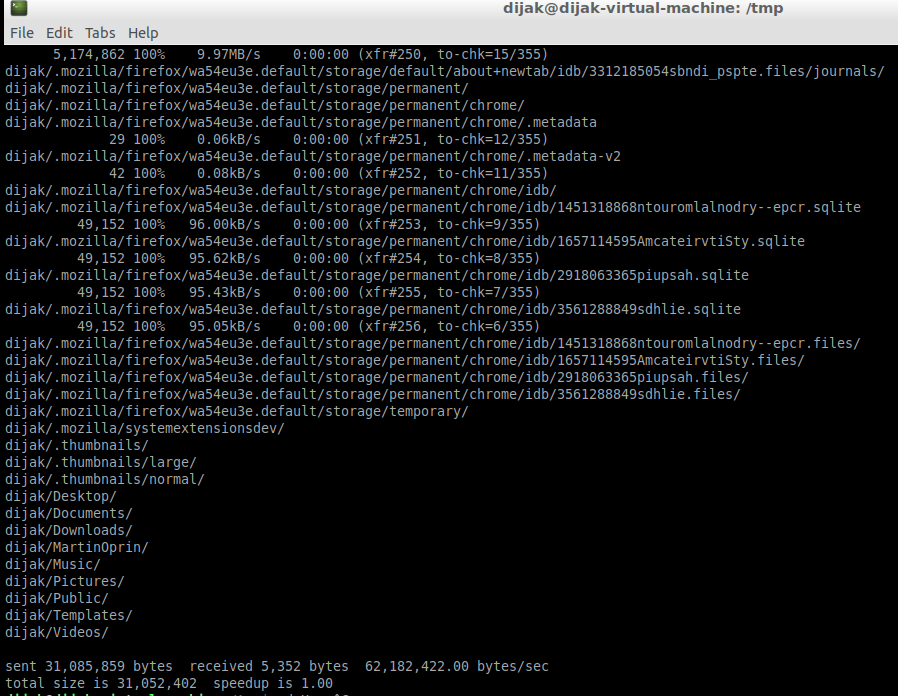 dijak@dijak-virtual-machine: /tmp
File Edit Tabs Help
5,174,862 100% 9.97MB/s 0:00:00 (xfr#250, to-chk=15/355)
dijak/.mozilla/firefox/wa54eu3e.default/storage/default/about+newtab/idb/3312185054sbndi_pspte.files/journals/
dijak/.mozilla/firefox/wa54eu3e.default/storage/permanent/
dijak/.mozilla/firefox/wa54eu3e.default/storage/permanent/chrome/
dijak/.mozilla/firefox/wa54eu3e.default/storage/permanent/chrome/.metadata
29 100% 0.06kB/s 0:00:00 (xfr#251, to-chk=12/355)
dijak/.mozilla/firefox/wa54eu3e.default/storage/permanent/chrome/.metadata-v2
42 100% 0.08kB/s 0:00:00 (xfr#252, to-chk=11/355)
dijak/.mozilla/firefox/wa54eu3e.default/storage/permanent/chrome/idb/
dijak/.mozilla/firefox/wa54eu3e.default/storage/permanent/chrome/idb/1451318868ntouromlalnodry--epcr.sqlite
49,152 100% 96.00kB/s 0:00:00 (xfr#253, to-chk=9/355)
dijak/.mozilla/firefox/wa54eu3e.default/storage/permanent/chrome/idb/1657114595AmcateirvtiSty.sqlite
49,152 100% 95.62kB/s 0:00:00 (xfr#254, to-chk=8/355)
dijak/.mozilla/firefox/wa54eu3e.default/storage/permanent/chrome/idb/2918063365piupsah.sqlite
49,152 100% 95.43kB/s 0:00:00 (xfr#255, to-chk=7/355)
dijak/.mozilla/firefox/wa54eu3e.default/storage/permanent/chrome/idb/3561288849sdhlie.sqlite
49,152 100% 95.05kB/s 0:00:00 (xfr#256, to-chk=6/355)
dijak/.mozilla/firefox/wa54eu3e.default/storage/permanent/chrome/idb/1451318868ntouromlalnodry--epcr.files/
dijak/.mozilla/firefox/wa54eu3e.default/storage/permanent/chrome/idb/1657114595AmcateirvtiSty.files/
dijak/.mozilla/firefox/wa54eu3e.default/storage/permanent/chrome/idb/2918063365piupsah.files/
dijak/.mozilla/firefox/wa54eu3e.default/storage/permanent/chrome/idb/3561288849sdhlie.files/
dijak/.mozilla/firefox/wa54eu3e.default/storage/temporary/
dijak/.mozilla/systemextensionsdev/
dijak/.thumbnails/
dijak/.thumbnails/large/
dijak/.thumbnails/normal/
dijak/Desktop/
dijak/Documents/
dijak/Downloads/
dijak/MartinOprin/
dijak/Music/
dijak/Pictures/
dijak/Public/
dijak/Templates/
dijak/Videos/
sent 31,085,859 bytes received 5,352 bytes 62,182,422.00 bytes/sec
total size is 31,052,402 speedup is 1.00